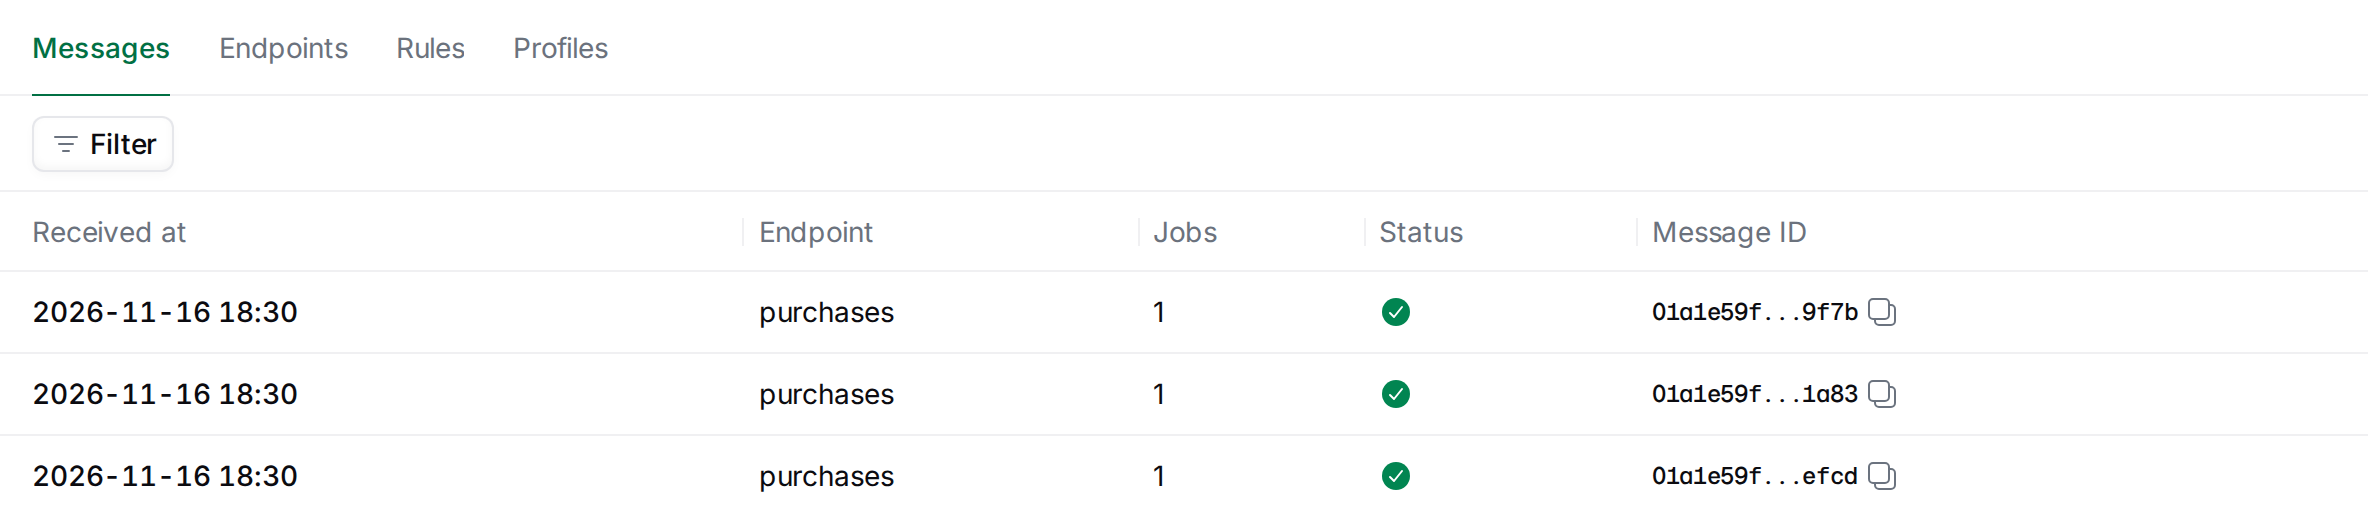 Messages Endpoints Rules Profiles
Filter
Received at Endpoint Jobs Status Message ID
2026-11-16 18:30 purchases 1 01a1e59f...9f7b
2026-11-16 18:30 purchases 1 01a1e59f...1a83
2026-11-16 18:30 purchases 1 01a1e59f...efcd